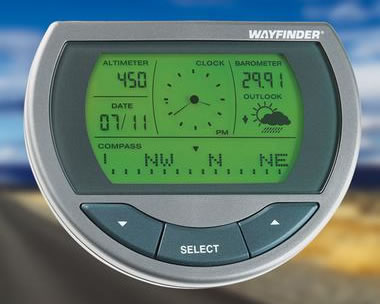 WAYFINDER®
ALTIMETER CLOCK BAROMETER
450 29.91
DATE OUTLOOK
07/11
PM
COMPASS
NW N NE
SELECT